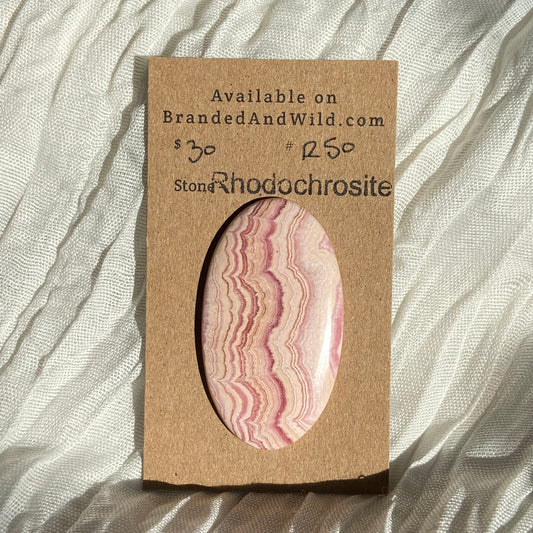 Available on
BrandedAndWild.com
$ 30 # R50
Stone Rhodochrosite